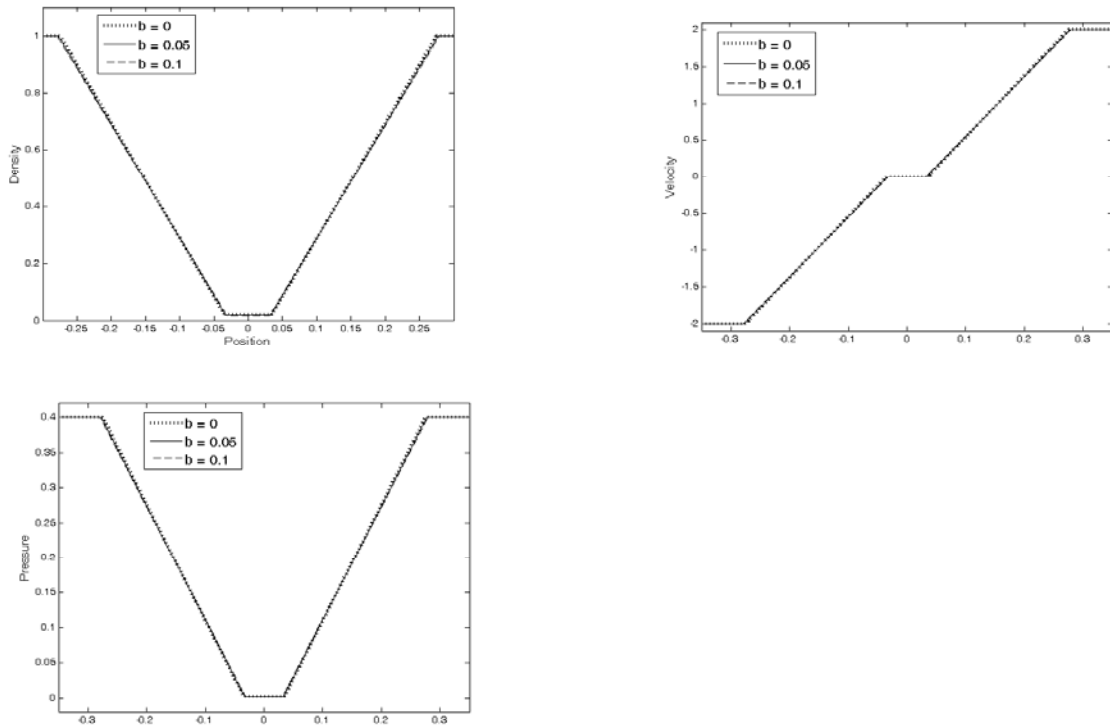 b = 0
b = 0.05
b = 0.1
1
0.8
0.6
0.4
0.2
0
Density
-0.25 -0.2 -0.15 -0.1 -0.05 0 0.05 0.1 0.15 0.2 0.25
Position
b = 0
b = 0.05
b = 0.1
2
1.5
1
0.5
0
-0.5
-1
-1.5
-2
Velocity
-0.3 -0.2 -0.1 0 0.1 0.2 0.3
b = 0
b = 0.05
b = 0.1
0.4
0.35
0.3
0.25
0.2
0.15
0.1
0.05
0
Pressure
-0.3 -0.2 -0.1 0 0.1 0.2 0.3